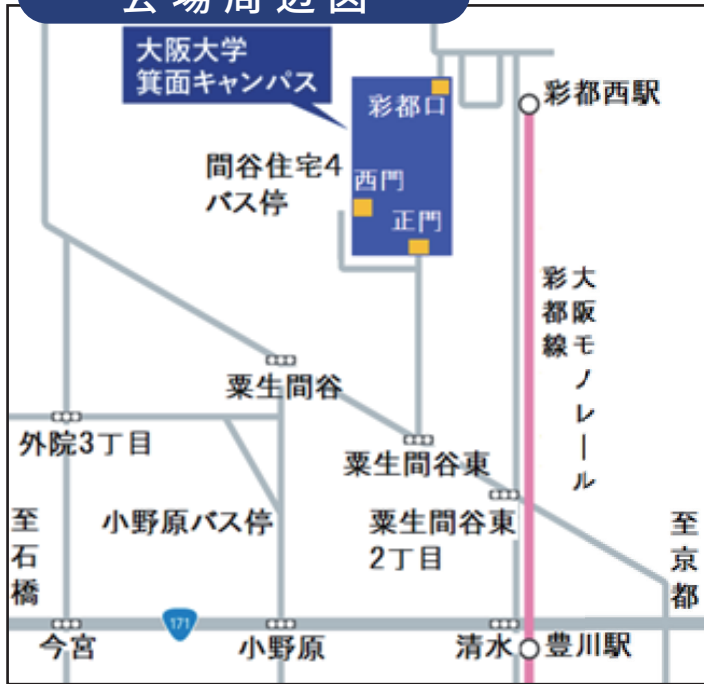 会場周辺図
大阪大学
箕面キャンパス
彩都口
彩都西駅
間谷住宅4
バス停
西門
正門
大阪モノレール
彩都線
粟生間谷
外院3丁目
粟生間谷東
至石橋
小野原バス停
粟生間谷東
2丁目
至京都
171
今宮
小野原
清水
豊川駅